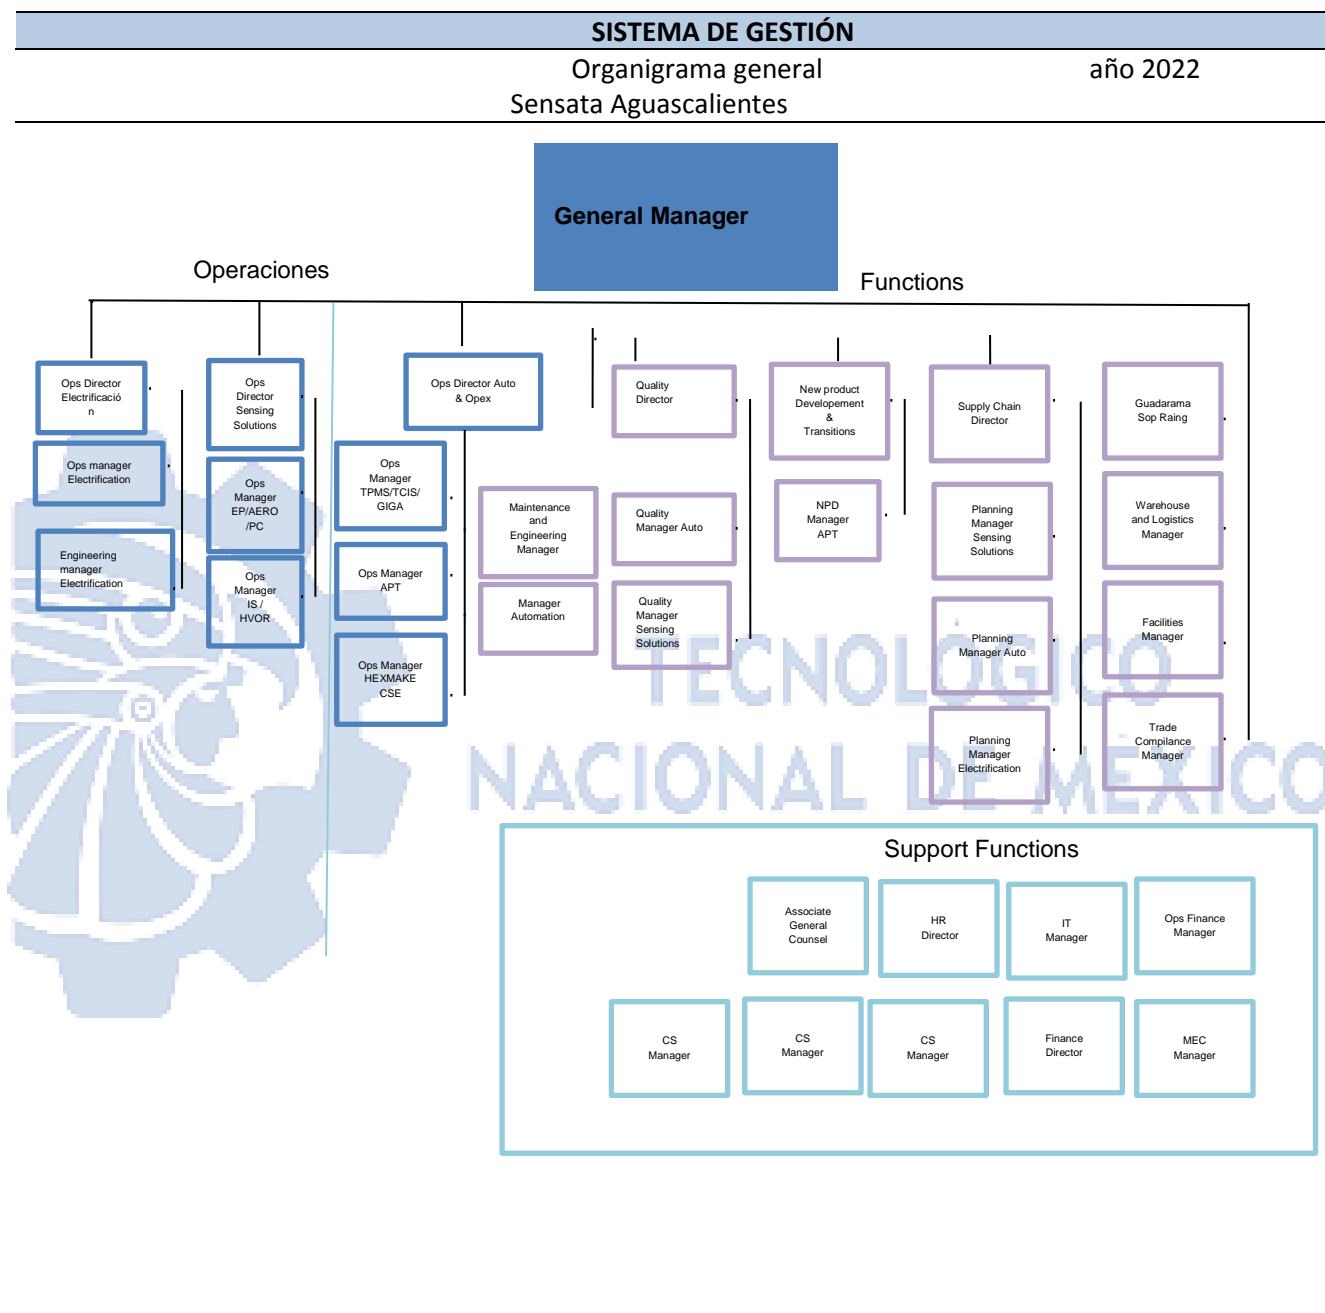 SISTEMA DE GESTIÓN
Organigrama general año 2022
Sensata Aguascalientes
General Manager
Operaciones
Functions
Ops Director
Electrificació
n
Ops manager
Electrification
Engineering
manager
Electrification
Ops
Director
Sensing
Solutions
Ops
Manager
EP/AERO
/PC
Ops
Manager
IS /
HVOR
Ops Director Auto
& Opex
Ops
Manager
TPMS/TCIS/
GIGA
Ops Manager
APT
Ops Manager
HEXMAKE
CSE
Maintenance
and
Engineering
Manager
Manager
Automation
Quality
Director
Quality
Manager Auto
Quality
Manager
Sensing
Solutions
New product
Developement
&
Transitions
NPD
Manager
APT
Supply Chain
Director
Planning
Manager
Sensing
Solutions
Planning
Manager Auto
Planning
Manager
Electrification
Guadarama
Sop Raing
Warehouse
and Logistics
Manager
Facilities
Manager
Trade
Compilance
Manager
TECNOLÓGICO
NACIONAL DE MÉXICO
Support Functions
Associate
General
Counsel
HR
Director
IT
Manager
Ops Finance
Manager
CS
Manager
CS
Manager
CS
Manager
Finance
Director
MEC
Manager